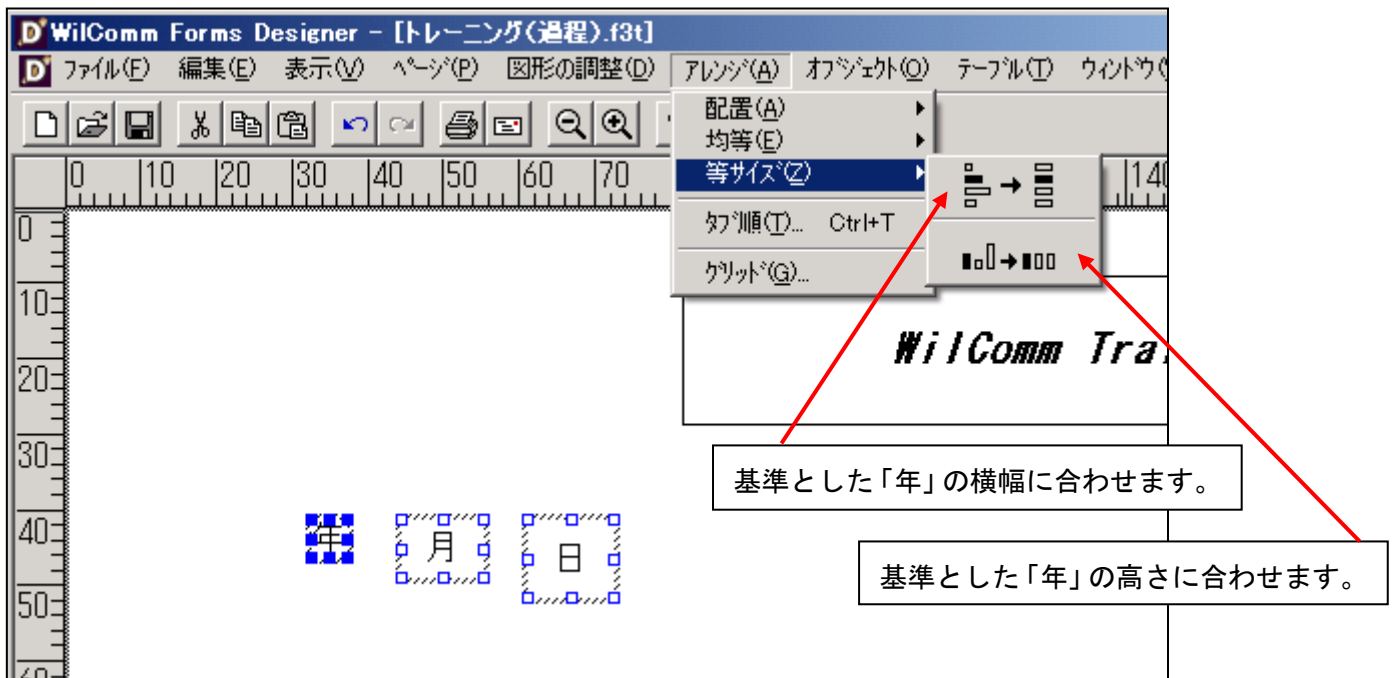 WilComm Forms Designer - [トレーニング(過程).f3t]
ファイル(F) 編集(E) 表示(V) ページ(P) 図形の調整(D) アレンジ(A) オブジェクト(O) テーブル(T) ウィンドウ(
配置(A)
均等(E)
等サイズ(Z)
タブ順(T)... Ctrl+T
グリッド(G)...
0 10 20 30 40 50 60 70 140
0
10
20
30
40
50
WilComm Tra
基準とした「年」の横幅に合わせます。
年 月 日
基準とした「年」の高さに合わせます。